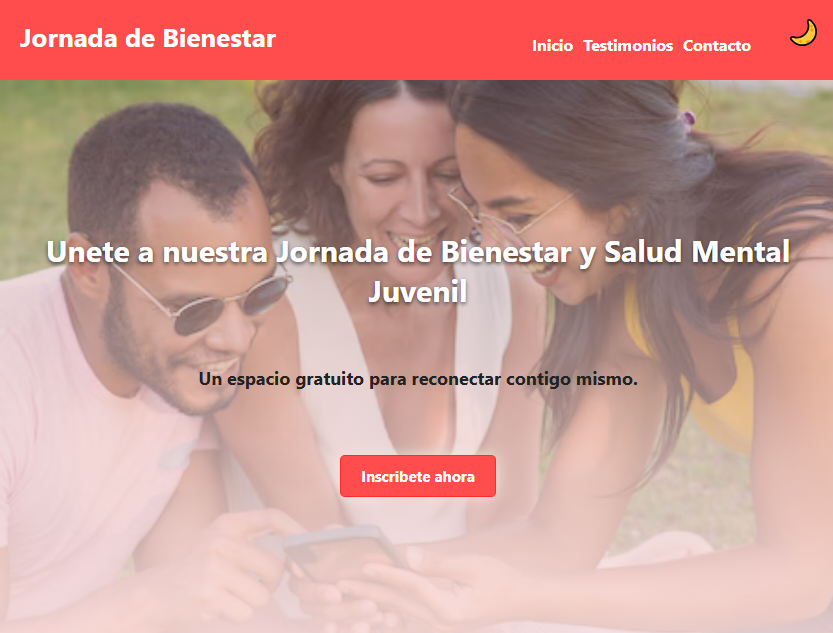 Jornada de Bienestar
Inicio Testimonios Contacto
Unete a nuestra Jornada de Bienestar y Salud Mental
Juvenil
Un espacio gratuito para reconectar contigo mismo.
Inscribete ahora